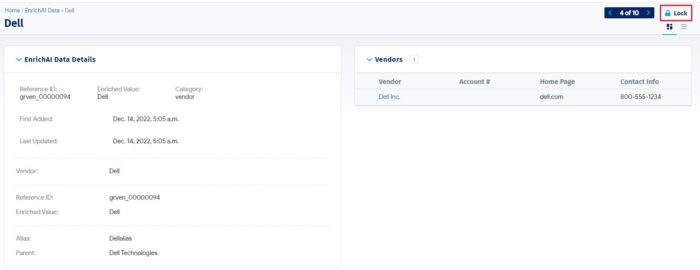 Home › EnrichAI Data › Dell
Dell
4 of 10
Lock
EnrichAI Data Details
Reference ID: Enriched Value: Category:
grven_00000094 Dell vendor
First Added: Dec. 14, 2022, 5:05 a.m.
Last Updated: Dec. 14, 2022, 5:05 a.m.
Vendor: Dell
Reference ID: grven_00000094
Enriched Value: Dell
Alias: Dellalias
Parent: Dell Technologies
Vendors 1
Vendor Account # Home Page Contact Info
Dell Inc. dell.com 800-555-1234